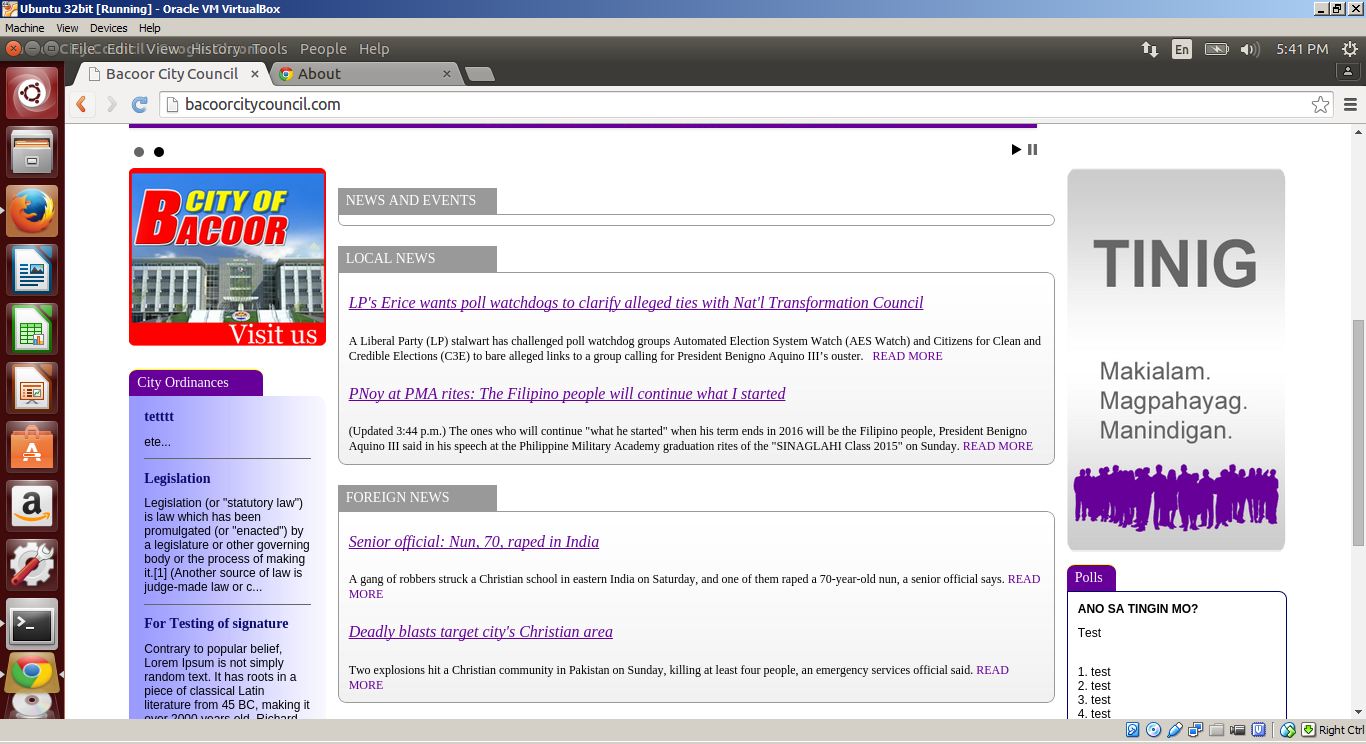 Ubuntu 32bit [Running] - Oracle VM VirtualBox
Machine View Devices Help
File Edit View History Tools People Help
En
5:41 PM
Bacoor City Council
About
bacoorcitycouncil.com
CITY OF
BACOOR
Visit us
City Ordinances
tetttt
ete...
Legislation
Legislation (or "statutory law")
is law which has been
promulgated (or "enacted") by
a legislature or other governing
body or the process of making
it.[1] (Another source of law is
judge-made law or c...
For Testing of signature
Contrary to popular belief,
Lorem Ipsum is not simply
random text. It has roots in a
piece of classical Latin
literature from 45 BC, making it
over 2000 years old. Richard
NEWS AND EVENTS
LOCAL NEWS
LP's Erice wants poll watchdogs to clarify alleged ties with Nat'l Transformation Council
A Liberal Party (LP) stalwart has challenged poll watchdog groups Automated Election System Watch (AES Watch) and Citizens for Clean and
Credible Elections (C3E) to bare alleged links to a group calling for President Benigno Aquino III's ouster. READ MORE
PNoy at PMA rites: The Filipino people will continue what I started
(Updated 3:44 p.m.) The ones who will continue "what he started" when his term ends in 2016 will be the Filipino people, President Benigno
Aquino III said in his speech at the Philippine Military Academy graduation rites of the "SINAGLAHI Class 2015" on Sunday. READ MORE
FOREIGN NEWS
Senior official: Nun, 70, raped in India
A gang of robbers struck a Christian school in eastern India on Saturday, and one of them raped a 70-year-old nun, a senior official says. READ
MORE
Deadly blasts target city's Christian area
Two explosions hit a Christian community in Pakistan on Sunday, killing at least four people, an emergency services official said. READ
MORE
TINIG
Makialam.
Magpahayag.
Manindigan.
Polls
ANO SA TINGIN MO?
Test
1. test
2. test
3. test
4. test
Right Ctrl